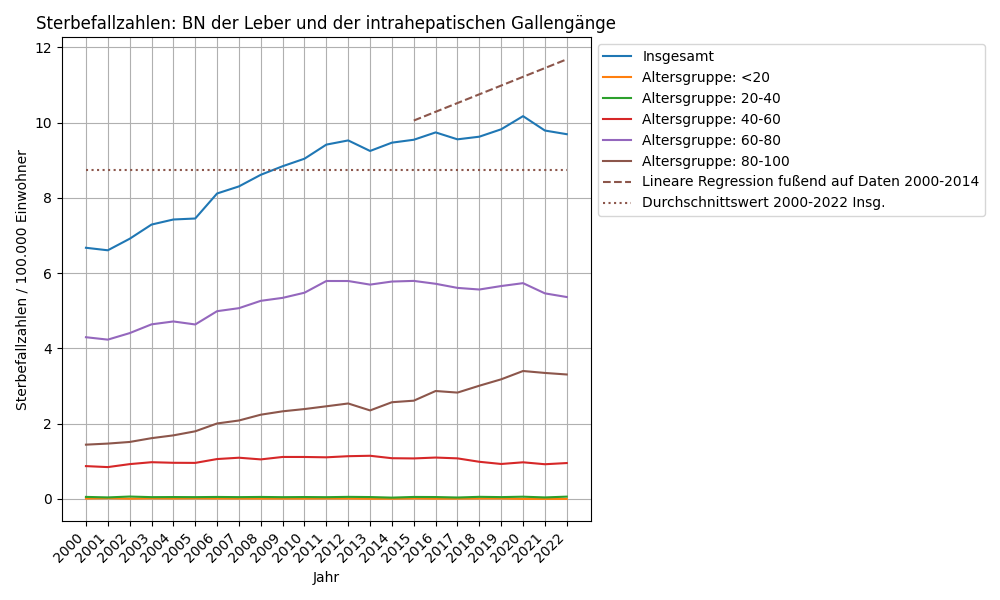 Sterbefallzahlen: BN der Leber und der intrahepatischen Gallengänge
Sterbefallzahlen / 100.000 Einwohner
12
10
8
6
4
2
0
2000
2001
2002
2003
2004
2005
2006
2007
2008
2009
2010
2011
2012
2013
2014
2015
2016
2017
2018
2019
2020
2021
2022
Jahr
Insgesamt
Altersgruppe: <20
Altersgruppe: 20-40
Altersgruppe: 40-60
Altersgruppe: 60-80
Altersgruppe: 80-100
Lineare Regression fußend auf Daten 2000-2014
Durchschnittswert 2000-2022 Insg.